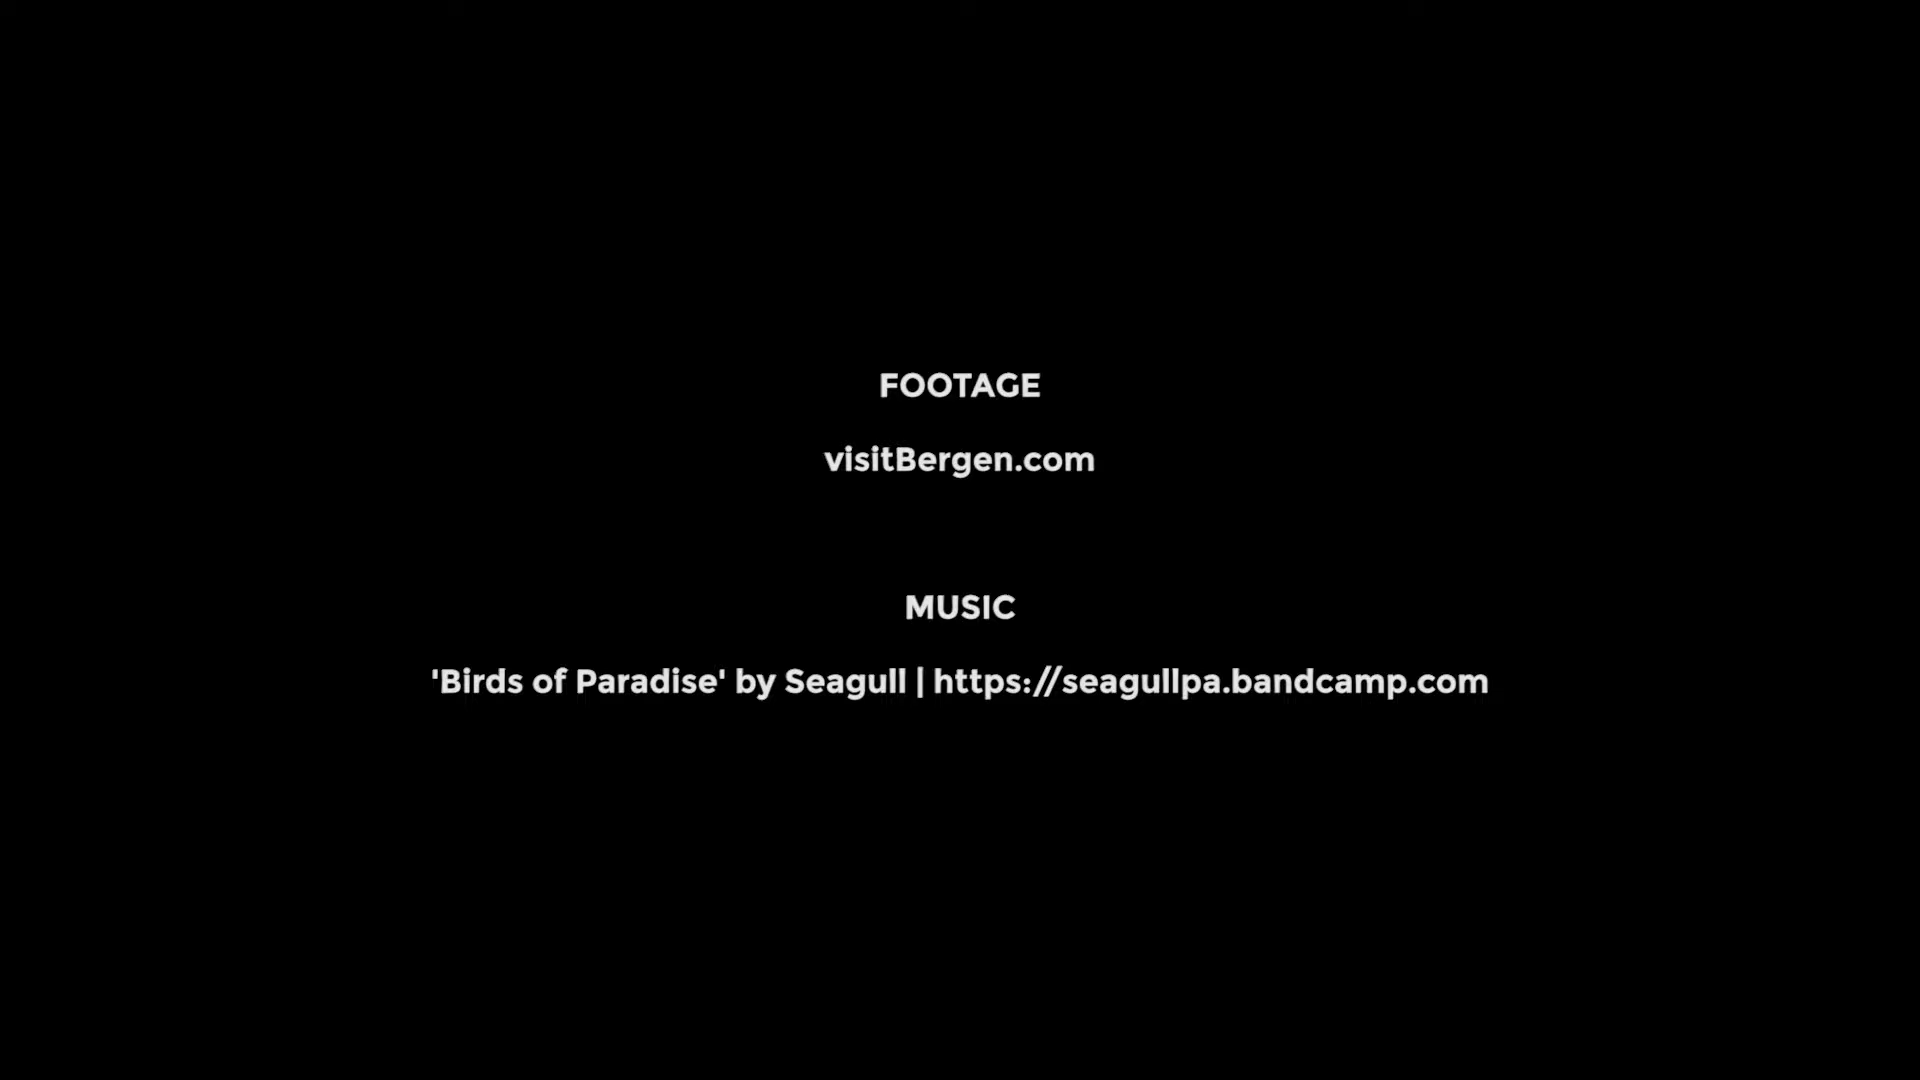 FOOTAGE
visitBergen.com
MUSIC
'Birds of Paradise' by Seagull | https://seagullpa.bandcamp.com